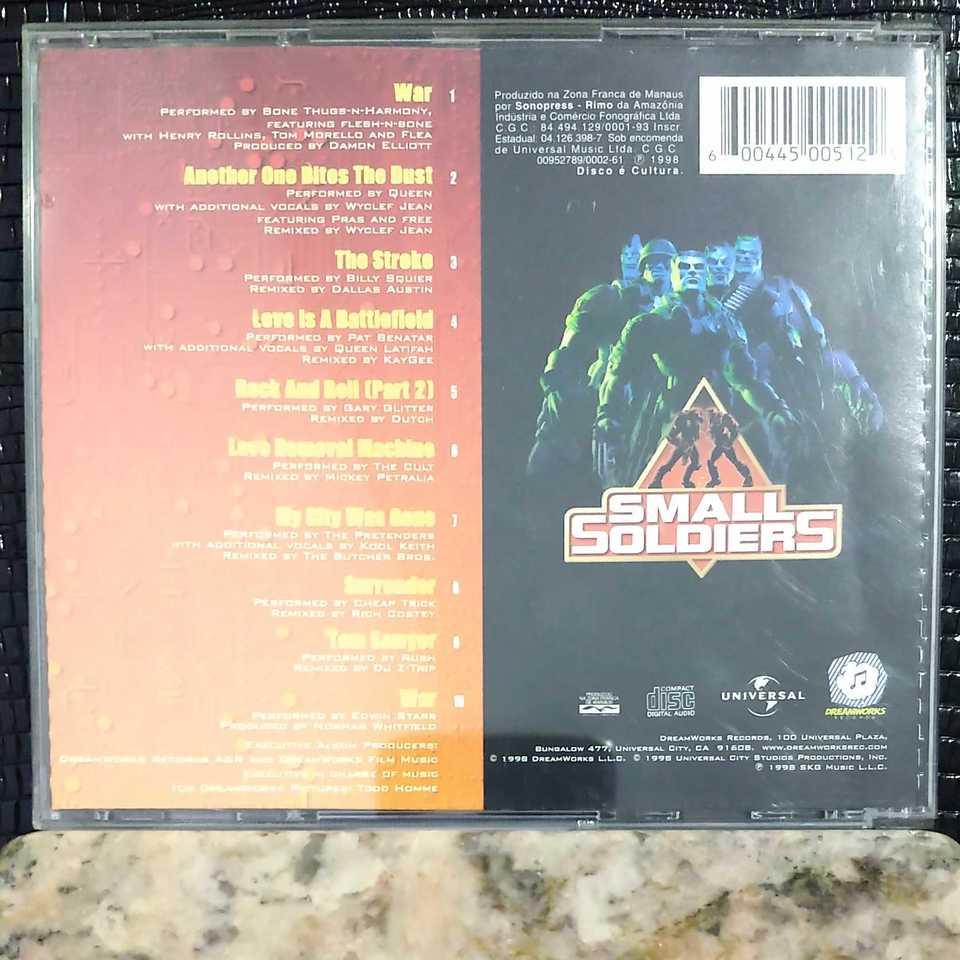 War 1
Performed by Bone Thugs-n-Harmony,
featuring flesh-n-bone
with Henry Rollins, Tom Morello and Flea
Produced by Damon Elliott
Another One Bites The Dust 2
Performed by Queen
with additional vocals by Wyclef Jean
featuring Pras and free
Remixed by Wyclef Jean
The Stroke 3
Performed by Billy Squier
Remixed by Dallas Austin
Love Is A Battlefield 4
Performed by Pat Benatar
with additional vocals by Queen Latifah
Remixed by KayGee
Rock And Roll (Part 2) 5
Performed by Gary Glitter
Remixed by Dutch
Love Removal Machine 6
Performed by The Cult
Remixed by Mickey Petralia
My City Was Gone 7
Performed by The Pretenders
with additional vocals by Kool Keith
Remixed by The Butcher Bros.
Surrender 8
Performed by Cheap Trick
Remixed by Rich Costey
Tom Sawyer 9
Performed by Rush
Remixed by DJ Z-Trip
War 10
Performed by Edwin Starr
Produced by Norman Whitfield
Executive Album Producers:
DreamWorks Records A&R and DreamWorks Film Music
Executive in charge of music
for DreamWorks Pictures: Todd Homme
Produzido na Zona Franca de Manaus
por Sonopress - Rimo da Amazônia
Indústria e Comércio Fonográfica Ltda.
C.G.C. 84 494.129/0001-93 Inscr.
Estadual. 04.126.398-7 Sob encomenda
de Universal Music Ltda C.G.C.
00952789/0002-61 ℗ 1998
Disco é Cultura.
6 00445 00512
SMALL
SOLDIERS
PRODUZIDO
NA ZONA FRANCA
DE MANAUS
COMPACT
disc
DIGITAL AUDIO
UNIVERSAL
DREAMWORKS
RECORDS
DreamWorks Records, 100 Universal Plaza,
Bungalow 477, Universal City, CA 91608. www.dreamworksrec.com
© 1998 DreamWorks L.L.C. © 1998 Universal City Studios Productions, Inc.
℗ 1998 SKG Music L.L.C.